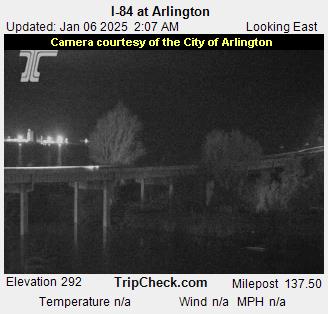 I-84 at Arlington
Updated: Jan 06 2025 2:07 AM Looking East
Camera courtesy of the City of Arlington
Elevation 292 TripCheck.com Milepost 137.50
Temperature n/a Wind n/a MPH n/a